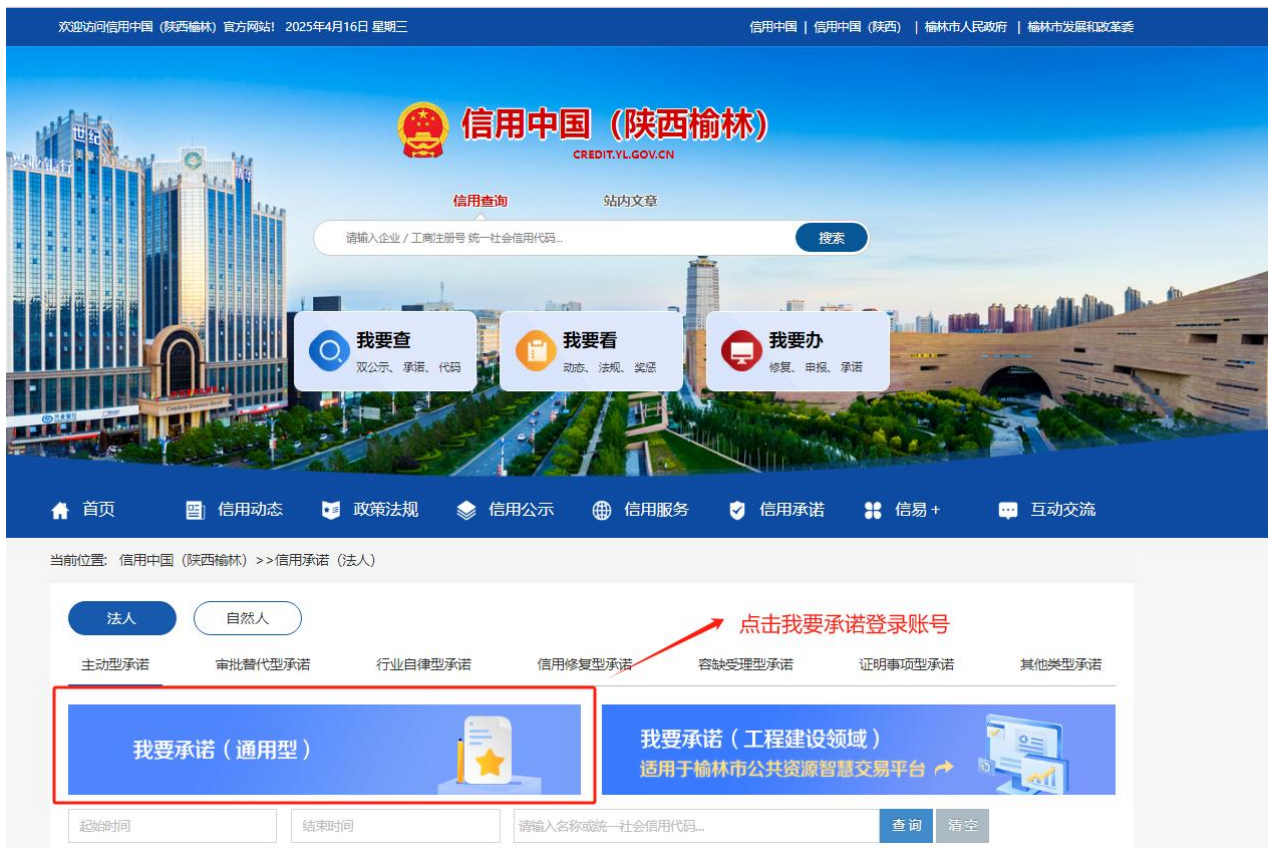 欢迎访问信用中国（陕西榆林）官方网站! 2025年4月16日 星期三
信用中国 | 信用中国（陕西） | 榆林市人民政府 | 榆林市发展和改革委
信用中国（陕西榆林）
CREDIT.YL.GOV.CN
信用查询 站内文章
请输入企业 / 工商注册号 统一社会信用代码... 搜索
世纪
兴业银行
我要查 我要看 我要办
双公示、承诺、代码 动态、法规、奖惩 修复、申报、承诺
首页 信用动态 政策法规 信用公示 信用服务 信用承诺 信易+ 互动交流
当前位置: 信用中国（陕西榆林）>>信用承诺（法人）
法人 自然人
点击我要承诺登录账号
主动型承诺 审批替代型承诺 行业自律型承诺 信用修复型承诺 容缺受理型承诺 证明事项型承诺 其他类型承诺
我要承诺（通用型）
我要承诺（工程建设领域）
适用于榆林市公共资源智慧交易平台
起始时间 结束时间 请输入名称或统一社会信用代码... 查询 清空